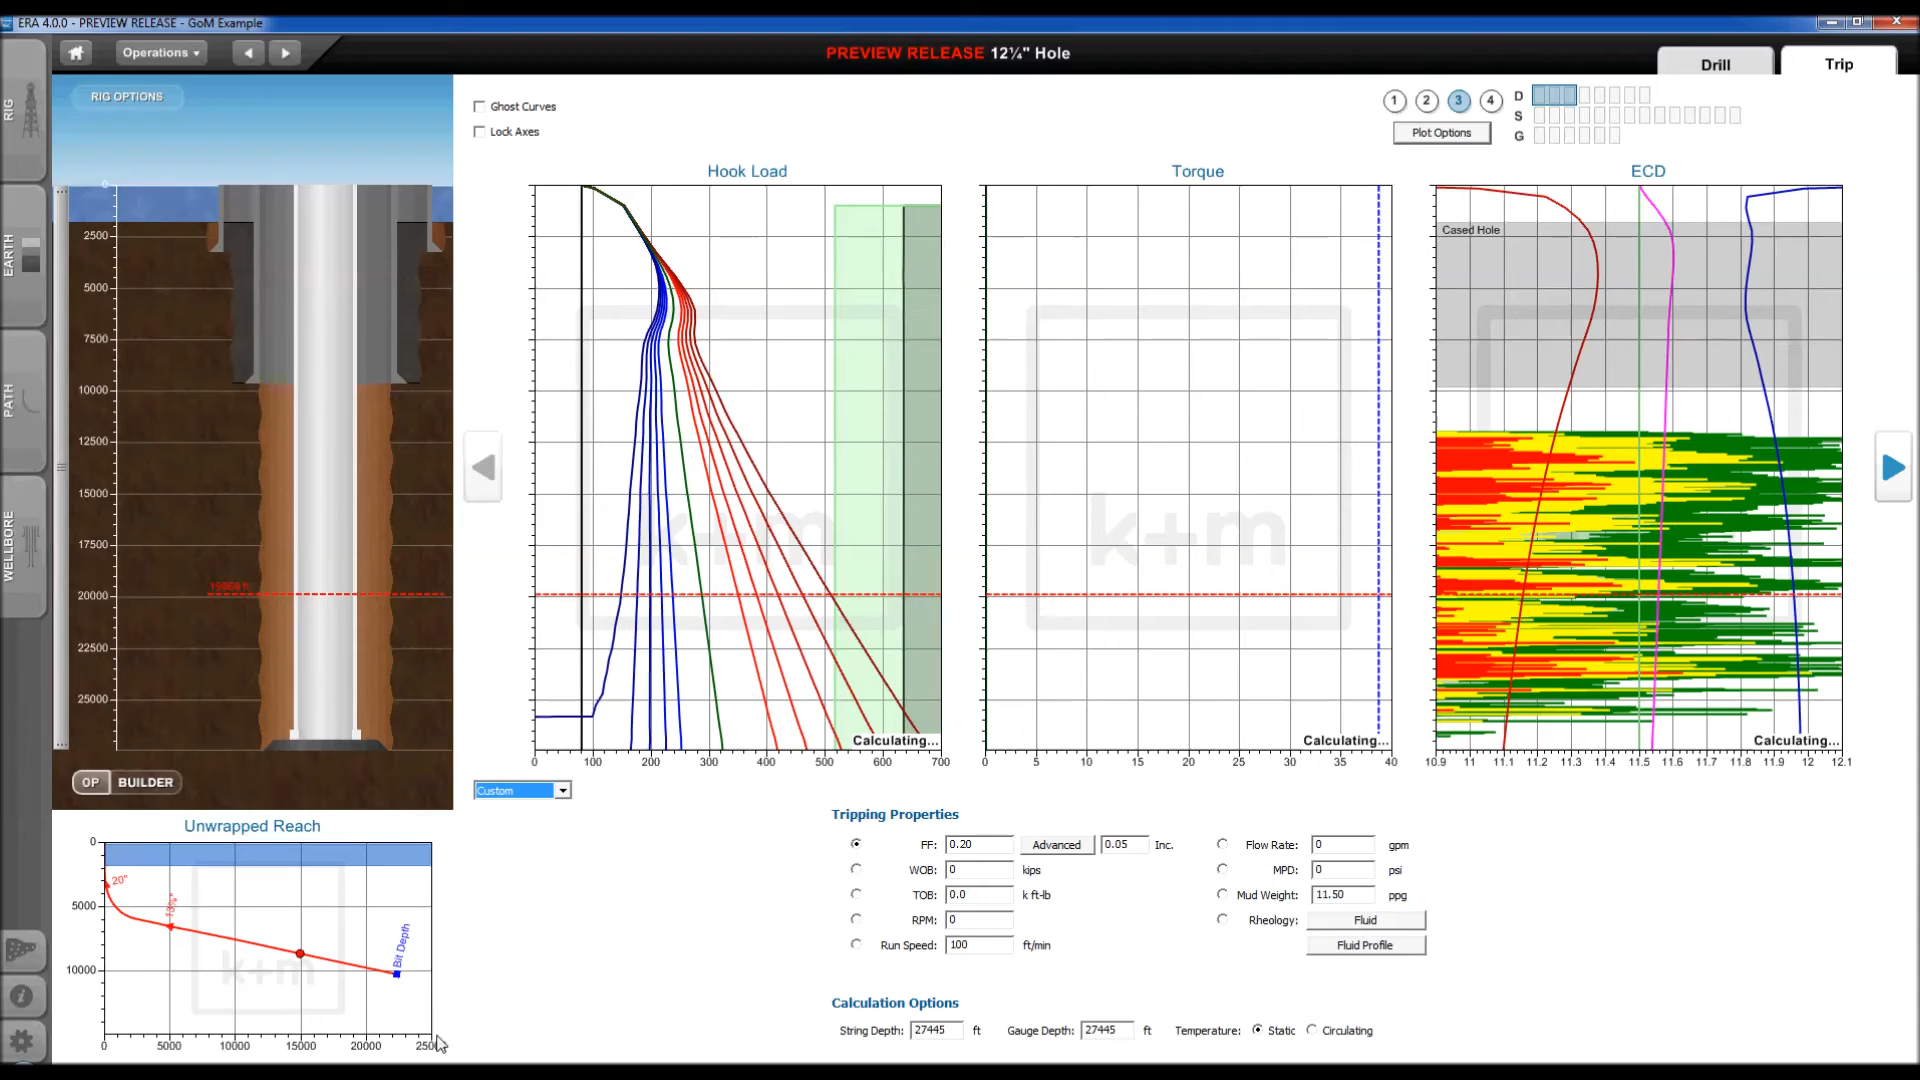 ERA 4.0.0 - PREVIEW RELEASE - GoM Example
Operations
PREVIEW RELEASE 12¼" Hole
Drill
Trip
RIG
EARTH
PATH
WELLBORE
RIG OPTIONS
0
2500
5000
7500
10000
12500
15000
17500
20000
22500
25000
OP
BUILDER
Ghost Curves
Lock Axes
1 2 3 4
D
S
G
Plot Options
Hook Load
Calculating...
0 100 200 300 400 500 600 700
Torque
Calculating...
0 5 10 15 20 25 30 35 40
ECD
Cased Hole
Calculating...
10.9 11 11.1 11.2 11.3 11.4 11.5 11.6 11.7 11.8 11.9 12 12.1
k+m
k+m
Custom
Unwrapped Reach
0
5000
10000
20"
13⅜"
Bit Depth
k+m
0 5000 10000 15000 20000
Tripping Properties
FF: 0.20 Advanced 0.05 Inc.
WOB: 0 kips
TOB: 0.0 k ft-lb
RPM: 0
Run Speed: 100 ft/min
Flow Rate: 0 gpm
MPD: 0 psi
Mud Weight: 11.50 ppg
Rheology: Fluid
Fluid Profile
Calculation Options
String Depth: 27445 ft Gauge Depth: 27445 ft Temperature: Static Circulating